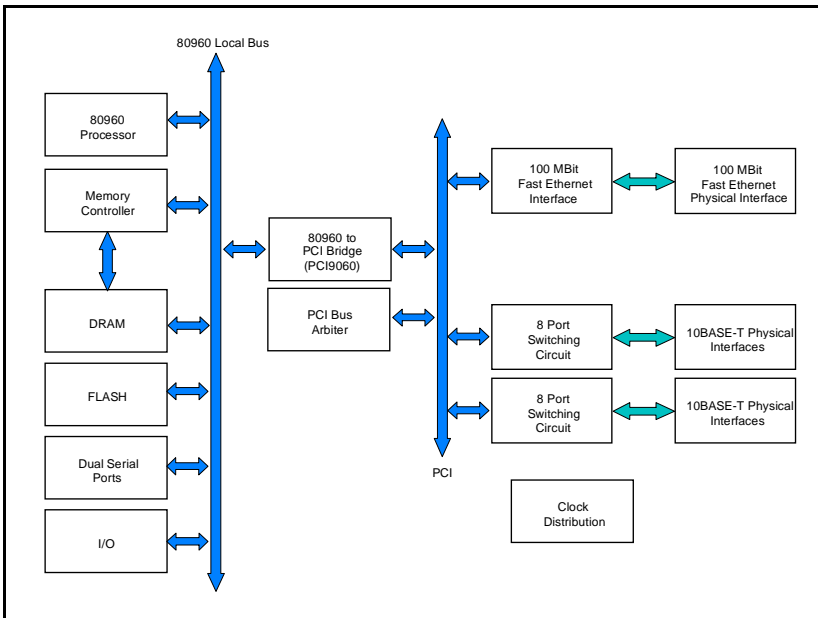 80960 Local Bus
80960
Processor
Memory
Controller
DRAM
FLASH
Dual Serial
Ports
I/O
80960 to
PCI Bridge
(PCI9060)
PCI Bus
Arbiter
PCI
100 MBit
Fast Ethernet
Interface
100 MBit
Fast Ethernet
Physical Interface
8 Port
Switching
Circuit
10BASE-T Physical
Interfaces
8 Port
Switching
Circuit
10BASE-T Physical
Interfaces
Clock
Distribution